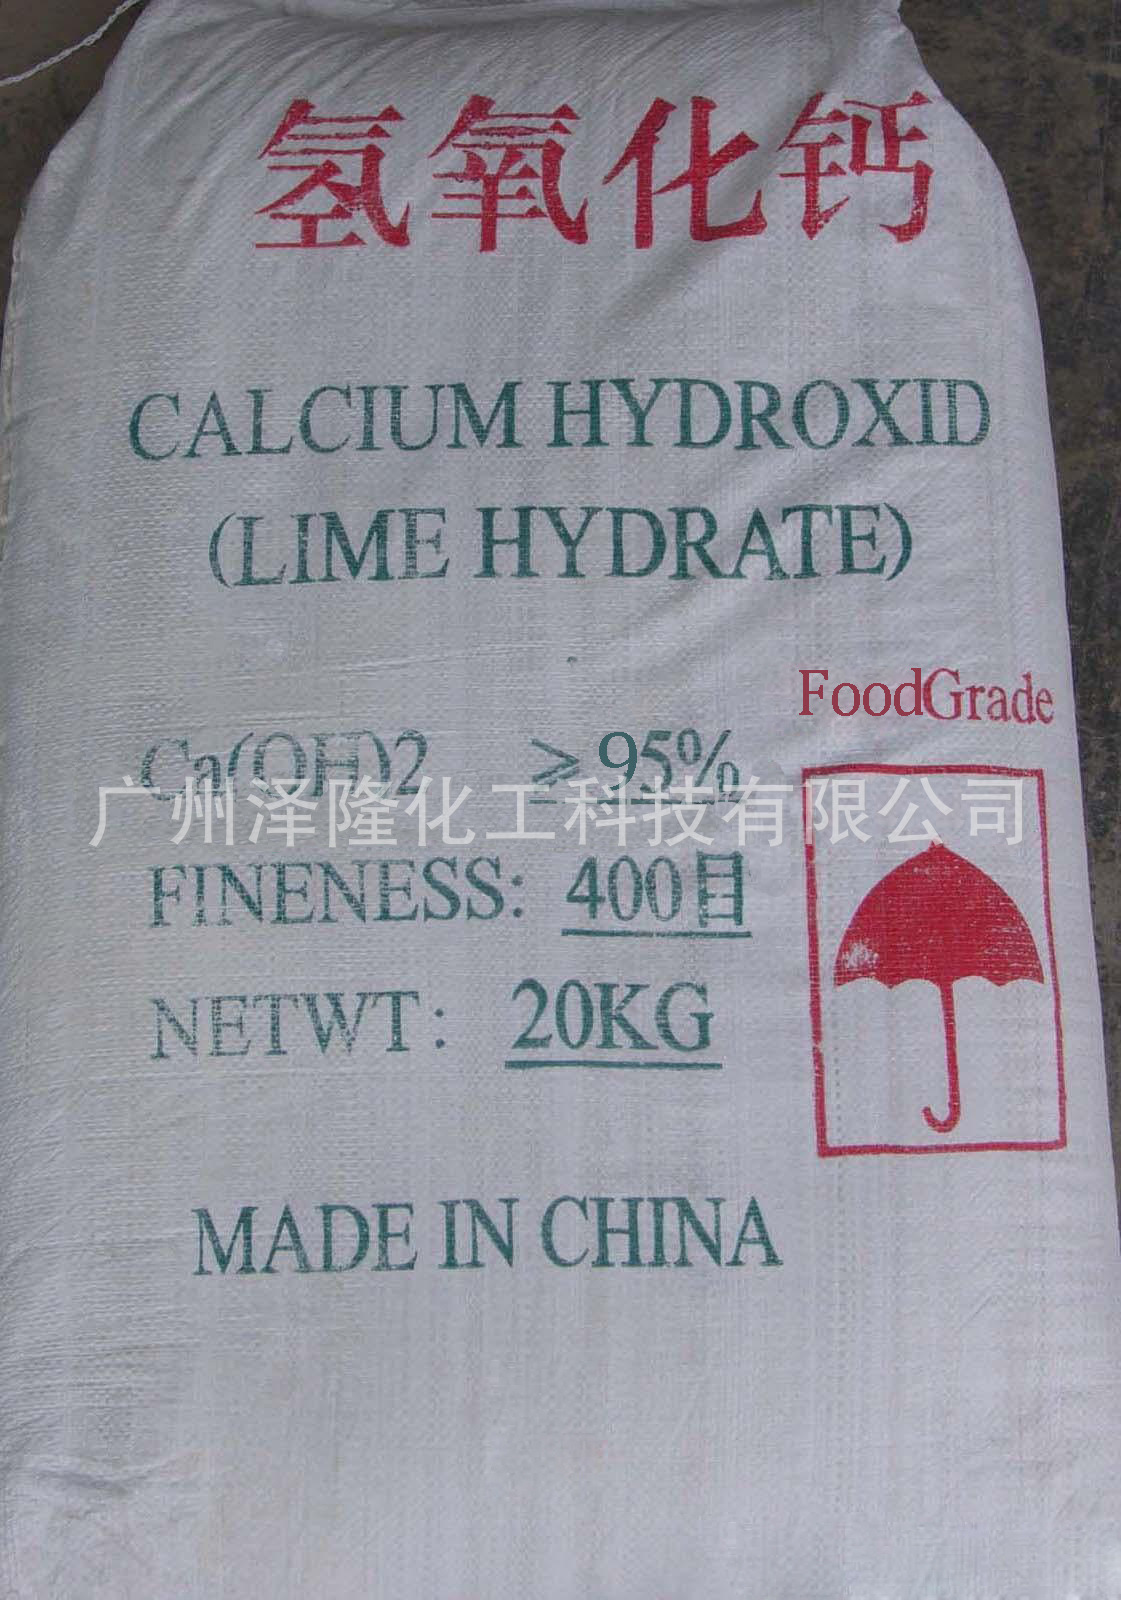 氢氧化钙
CALCIUM HYDROXID
(LIME HYDRATE)
FoodGrade
Ca(OH)2 ≥95%
广州泽隆化工科技有限公司
FINENESS: 400目
NETWT: 20KG
MADE IN CHINA